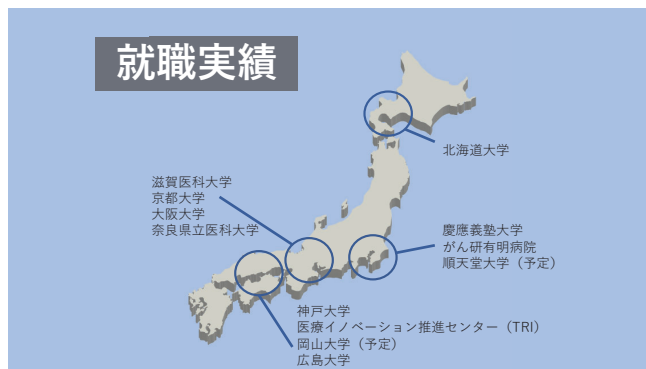 就職実績
北海道大学
滋賀医科大学
京都大学
大阪大学
奈良県立医科大学
慶應義塾大学
がん研有明病院
順天堂大学（予定）
神戸大学
医療イノベーション推進センター（TRI）
岡山大学（予定）
広島大学